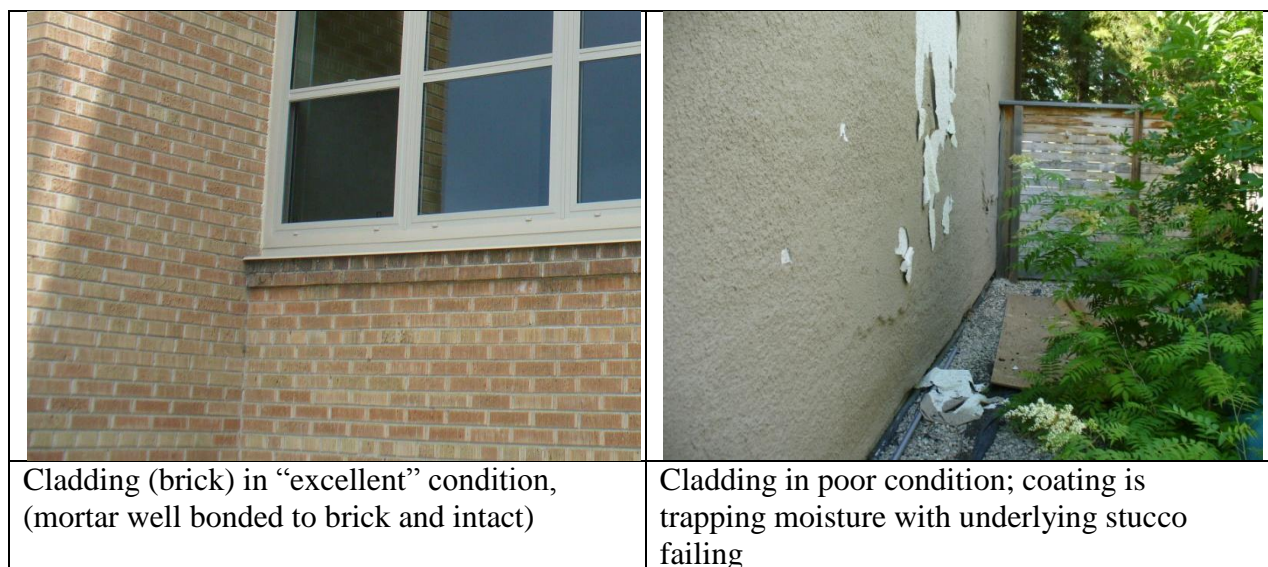 Cladding (brick) in “excellent” condition,
(mortar well bonded to brick and intact)
Cladding in poor condition; coating is
trapping moisture with underlying stucco
failing